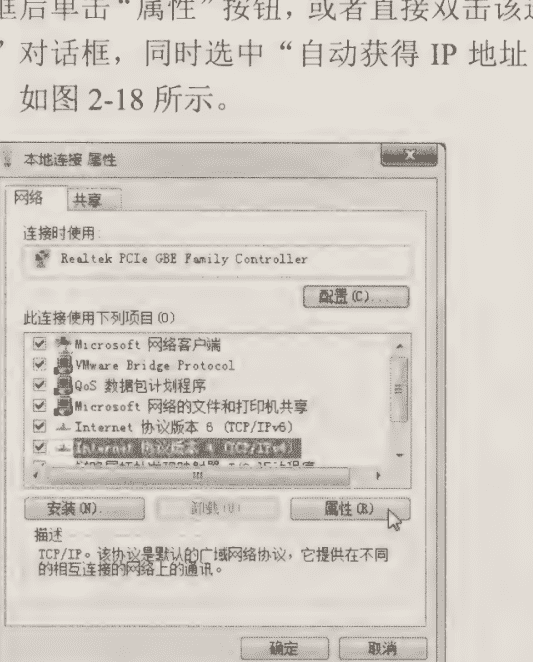 框后单击“属性”按钮，或者直接双击该
”对话框，同时选中“自动获得 IP 地址
如图 2-18 所示。
本地连接 属性
网络 共享
连接时使用:
Realtek PCIe GBE Family Controller
配置(C)...
此连接使用下列项目(O)
Microsoft 网络客户端
VMware Bridge Protocol
QoS 数据包计划程序
Microsoft 网络的文件和打印机共享
Internet 协议版本 6 (TCP/IPv6)
Internet 协议版本 4 (TCP/IPv4)
安装(N)... 卸载(U) 属性(R)
描述
TCP/IP。该协议是默认的广域网络协议，它提供在不同
的相互连接的网络上的通讯。
确定 取消